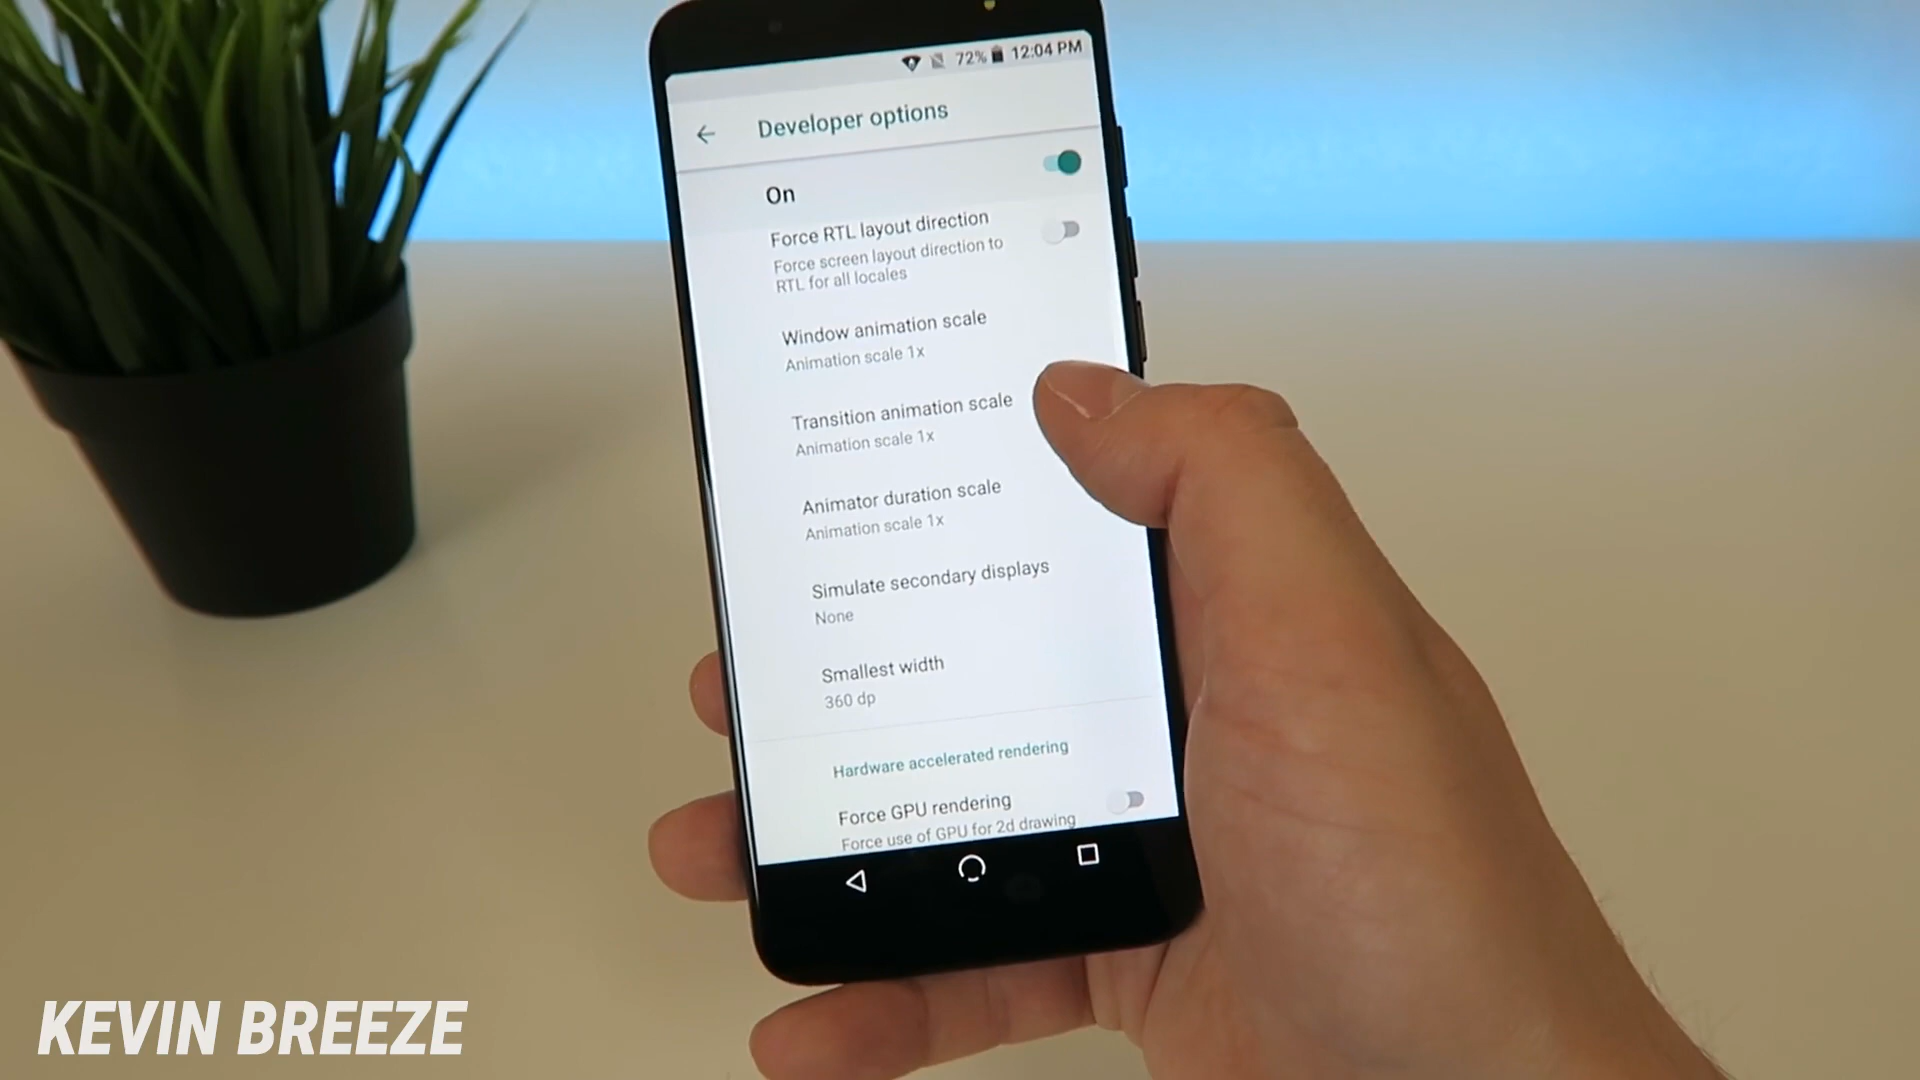 72% 12:04 PM
Developer options
On
Force RTL layout direction
Force screen layout direction to
RTL for all locales
Window animation scale
Animation scale 1x
Transition animation scale
Animation scale 1x
Animator duration scale
Animation scale 1x
Simulate secondary displays
None
Smallest width
360 dp
Hardware accelerated rendering
Force GPU rendering
Force use of GPU for 2d drawing
KEVIN BREEZE